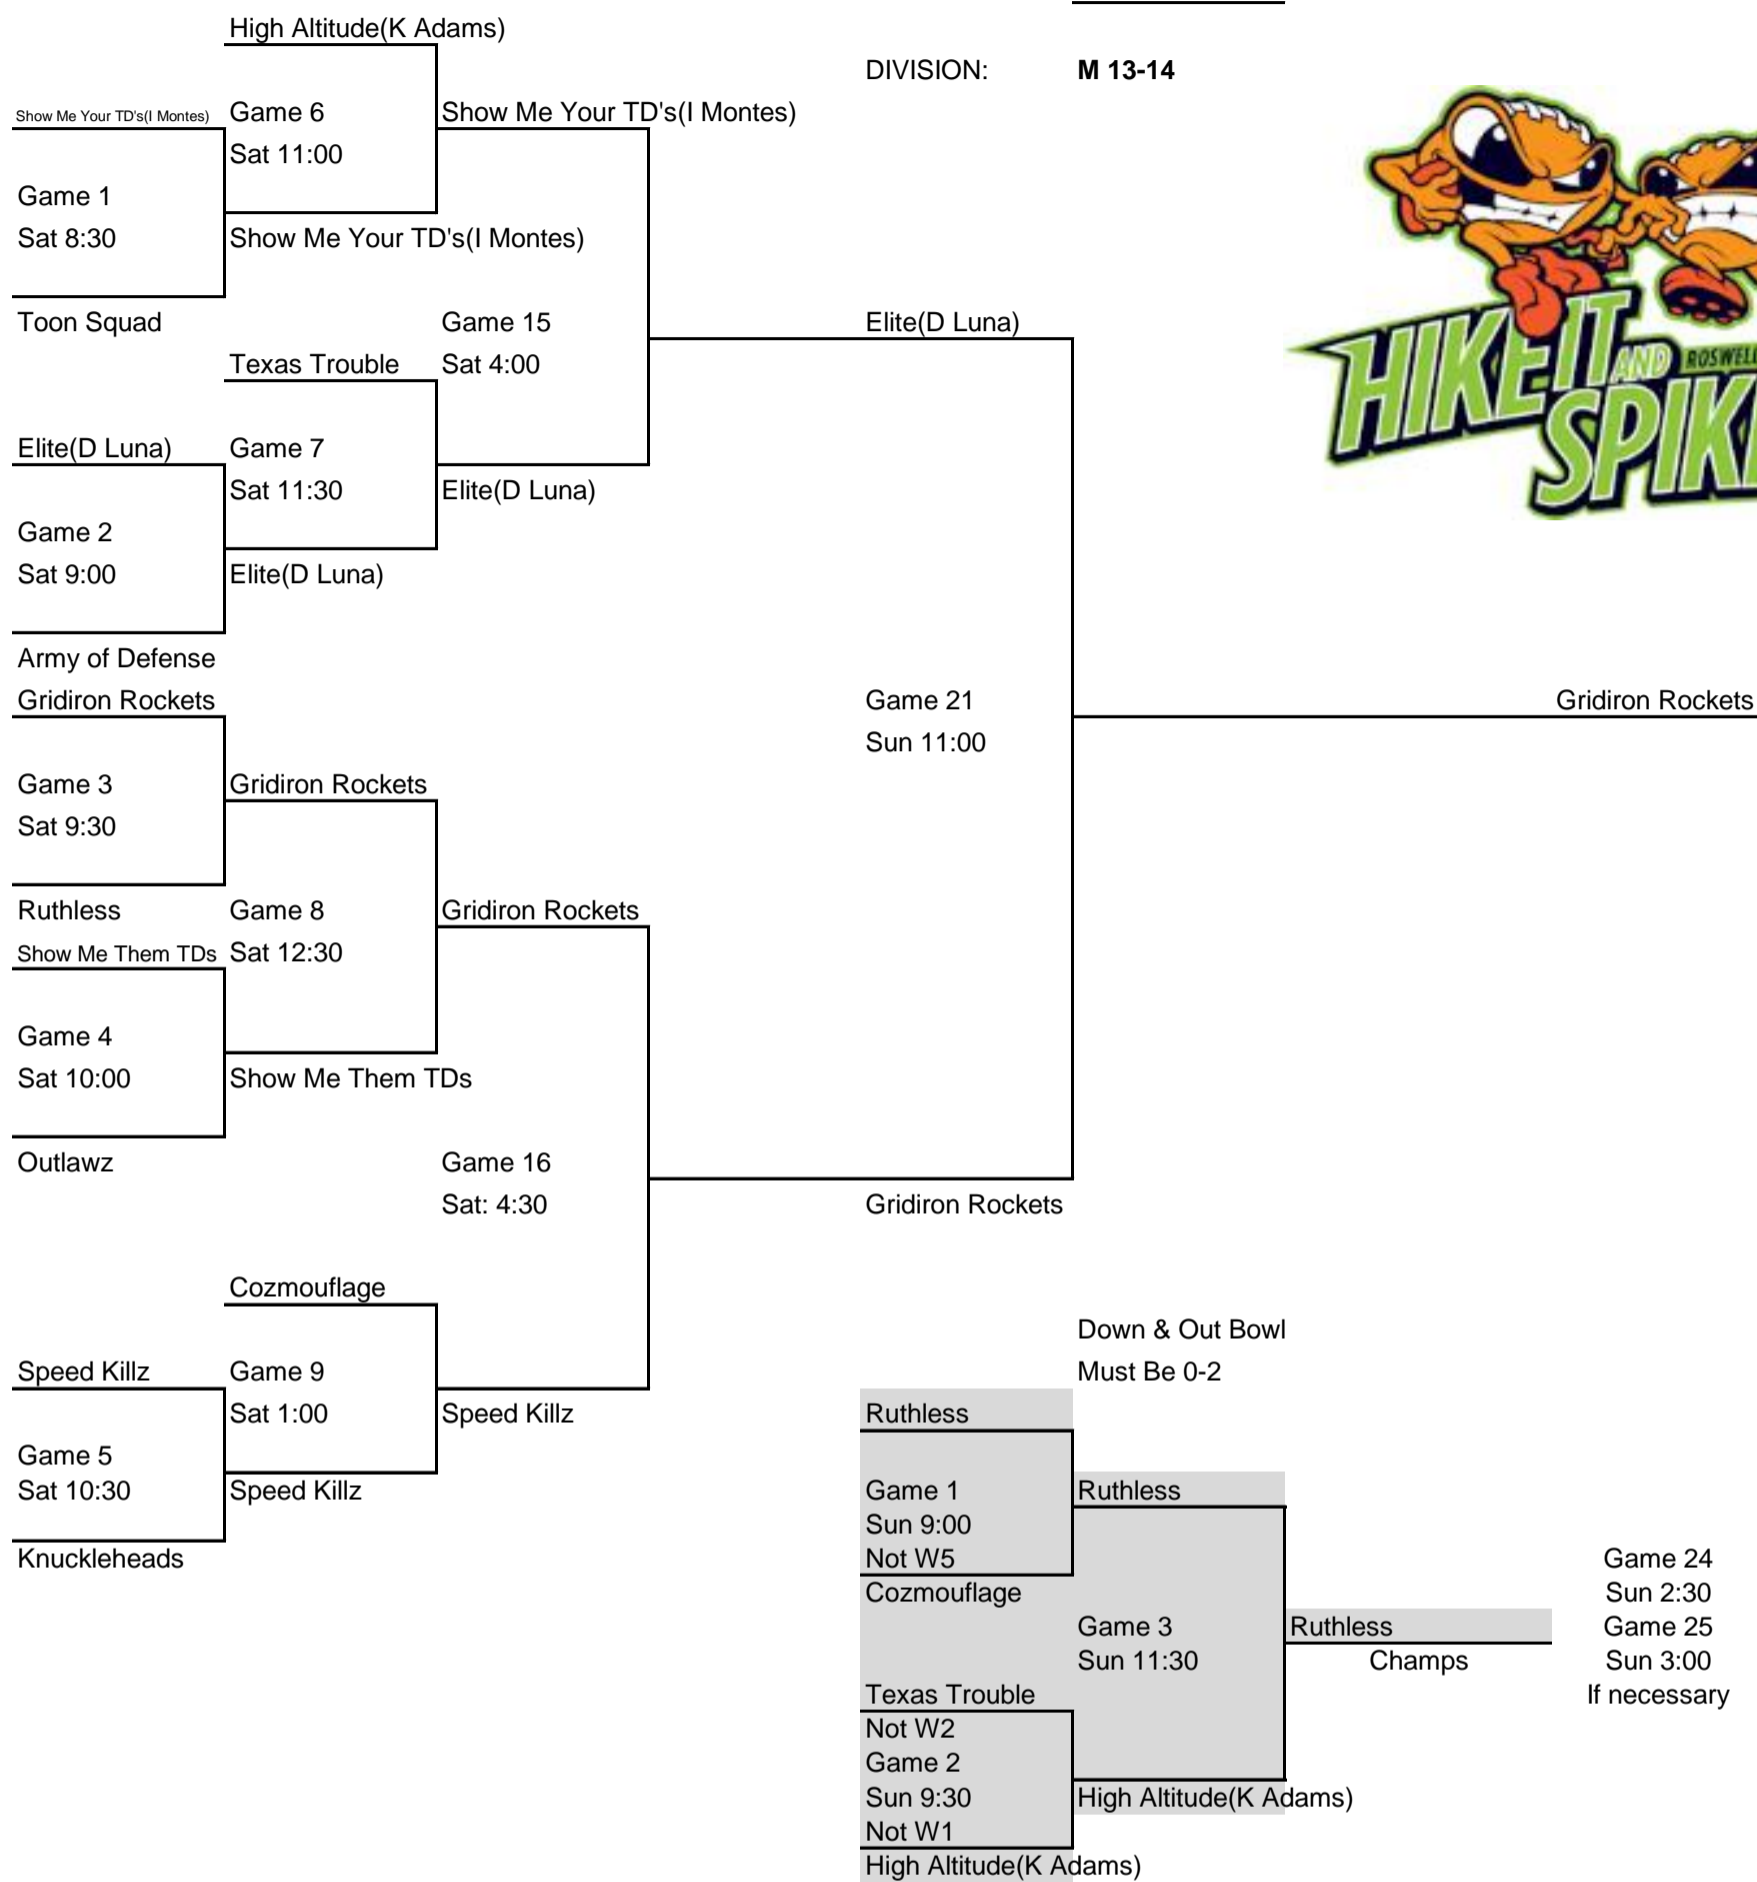 High Altitude(K Adams)
DIVISION: M 13-14
Show Me Your TD's(I Montes)
Game 6
Show Me Your TD's(I Montes)
Sat 11:00
Game 1
Sat 8:30
Show Me Your TD's(I Montes)
Toon Squad
Game 15
Elite(D Luna)
Texas Trouble
Sat 4:00
HIKE IT
AND
ROSWELL
Elite(D Luna)
Game 7
Sat 11:30
Elite(D Luna)
Game 2
Sat 9:00
Elite(D Luna)
Army of Defense
Gridiron Rockets
Game 21
Gridiron Rockets
Sun 11:00
Game 3
Gridiron Rockets
Sat 9:30
Ruthless
Game 8
Gridiron Rockets
Show Me Them TDs
Sat 12:30
Game 4
Sat 10:00
Show Me Them TDs
Outlawz
Game 16
Sat: 4:30
Gridiron Rockets
Cozmouflage
Down & Out Bowl
Speed Killz
Game 9
Must Be 0-2
Sat 1:00
Speed Killz
Ruthless
Game 5
Sat 10:30
Speed Killz
Game 1
Ruthless
Sun 9:00
Knuckleheads
Not W5
Game 24
Cozmouflage
Sun 2:30
Game 3
Ruthless
Game 25
Sun 11:30
Champs
Sun 3:00
Texas Trouble
If necessary
Not W2
Game 2
Sun 9:30
High Altitude(K Adams)
Not W1
High Altitude(K Adams)